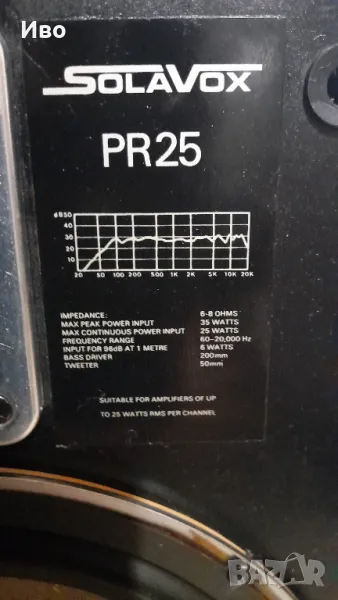 Иво
SOLAVOX
PR25
dB50
40
30
20
10
20 50 100 200 500 1K 2K 5K 10K 20K
IMPEDANCE: 6-8 OHMS
MAX PEAK POWER INPUT 35 WATTS
MAX CONTINUOUS POWER INPUT 25 WATTS
FREQUENCY RANGE 60-20,000 Hz
INPUT FOR 96dB AT 1 METRE 6 WATTS
BASS DRIVER 200mm
TWEETER 50mm
SUITABLE FOR AMPLIFIERS OF UP
TO 25 WATTS RMS PER CHANNEL
BAZAR